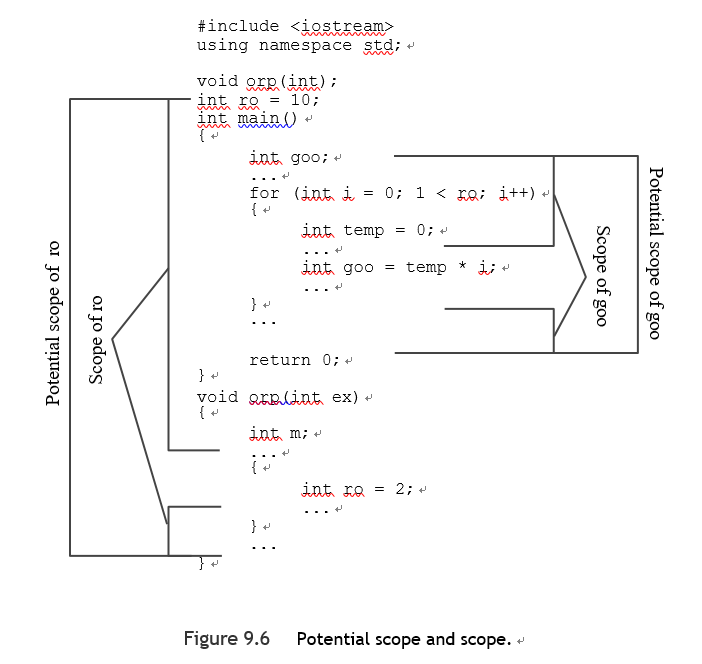 #include <iostream>
using namespace std;
void orp(int);
int ro = 10;
int main()
{
int goo;
...
for (int i = 0; 1 < ro; i++)
{
int temp = 0;
...
int goo = temp * i;
...
}
...
return 0;
}
void orp(int ex)
{
int m;
...
{
int ro = 2;
...
}
...
}
Potential scope of ro
Scope of ro
Scope of goo
Potential scope of goo
Figure 9.6 Potential scope and scope.